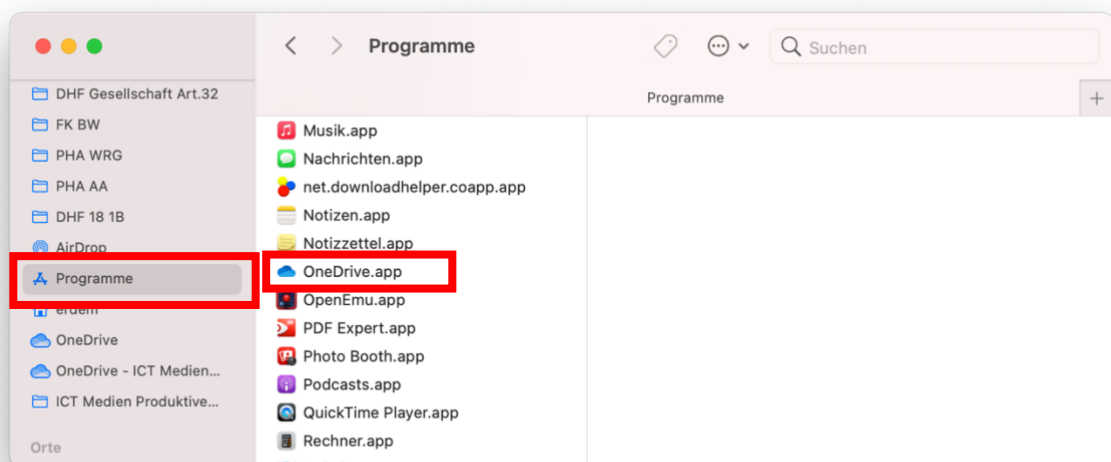 Programme
Suchen
Programme
DHF Gesellschaft Art.32
FK BW
PHA WRG
PHA AA
DHF 18 1B
AirDrop
Programme
erdem
OneDrive
OneDrive - ICT Medien...
ICT Medien Produktive...
Orte
Musik.app
Nachrichten.app
net.downloadhelper.coapp.app
Notizen.app
Notizzettel.app
OneDrive.app
OpenEmu.app
PDF Expert.app
Photo Booth.app
Podcasts.app
QuickTime Player.app
Rechner.app